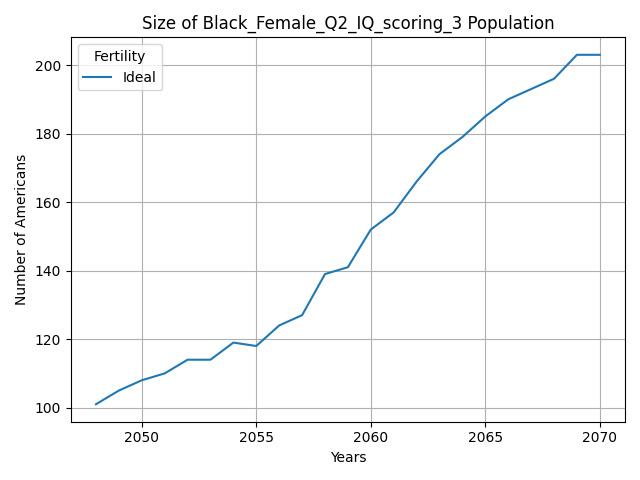 Size of Black_Female_Q2_IQ_scoring_3 Population
Fertility
Ideal
Number of Americans
200
180
160
140
120
100
2050 2055 2060 2065 2070
Years